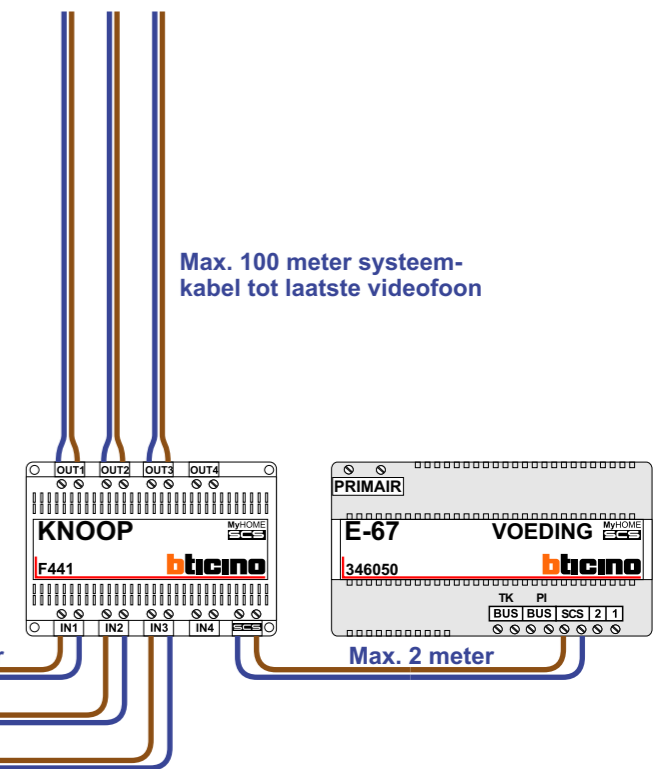 Max. 100 meter systeem-
kabel tot laatste videofoon
OUT1 OUT2 OUT3 OUT4
KNOOP MyHOME
SCS
F441 bticino
IN1 IN2 IN3 IN4 SCS
PRIMAIR
E-67 VOEDING MyHOME
SCS
346050 bticino
TK PI
BUS BUS SCS 2 1
r
Max. 2 meter